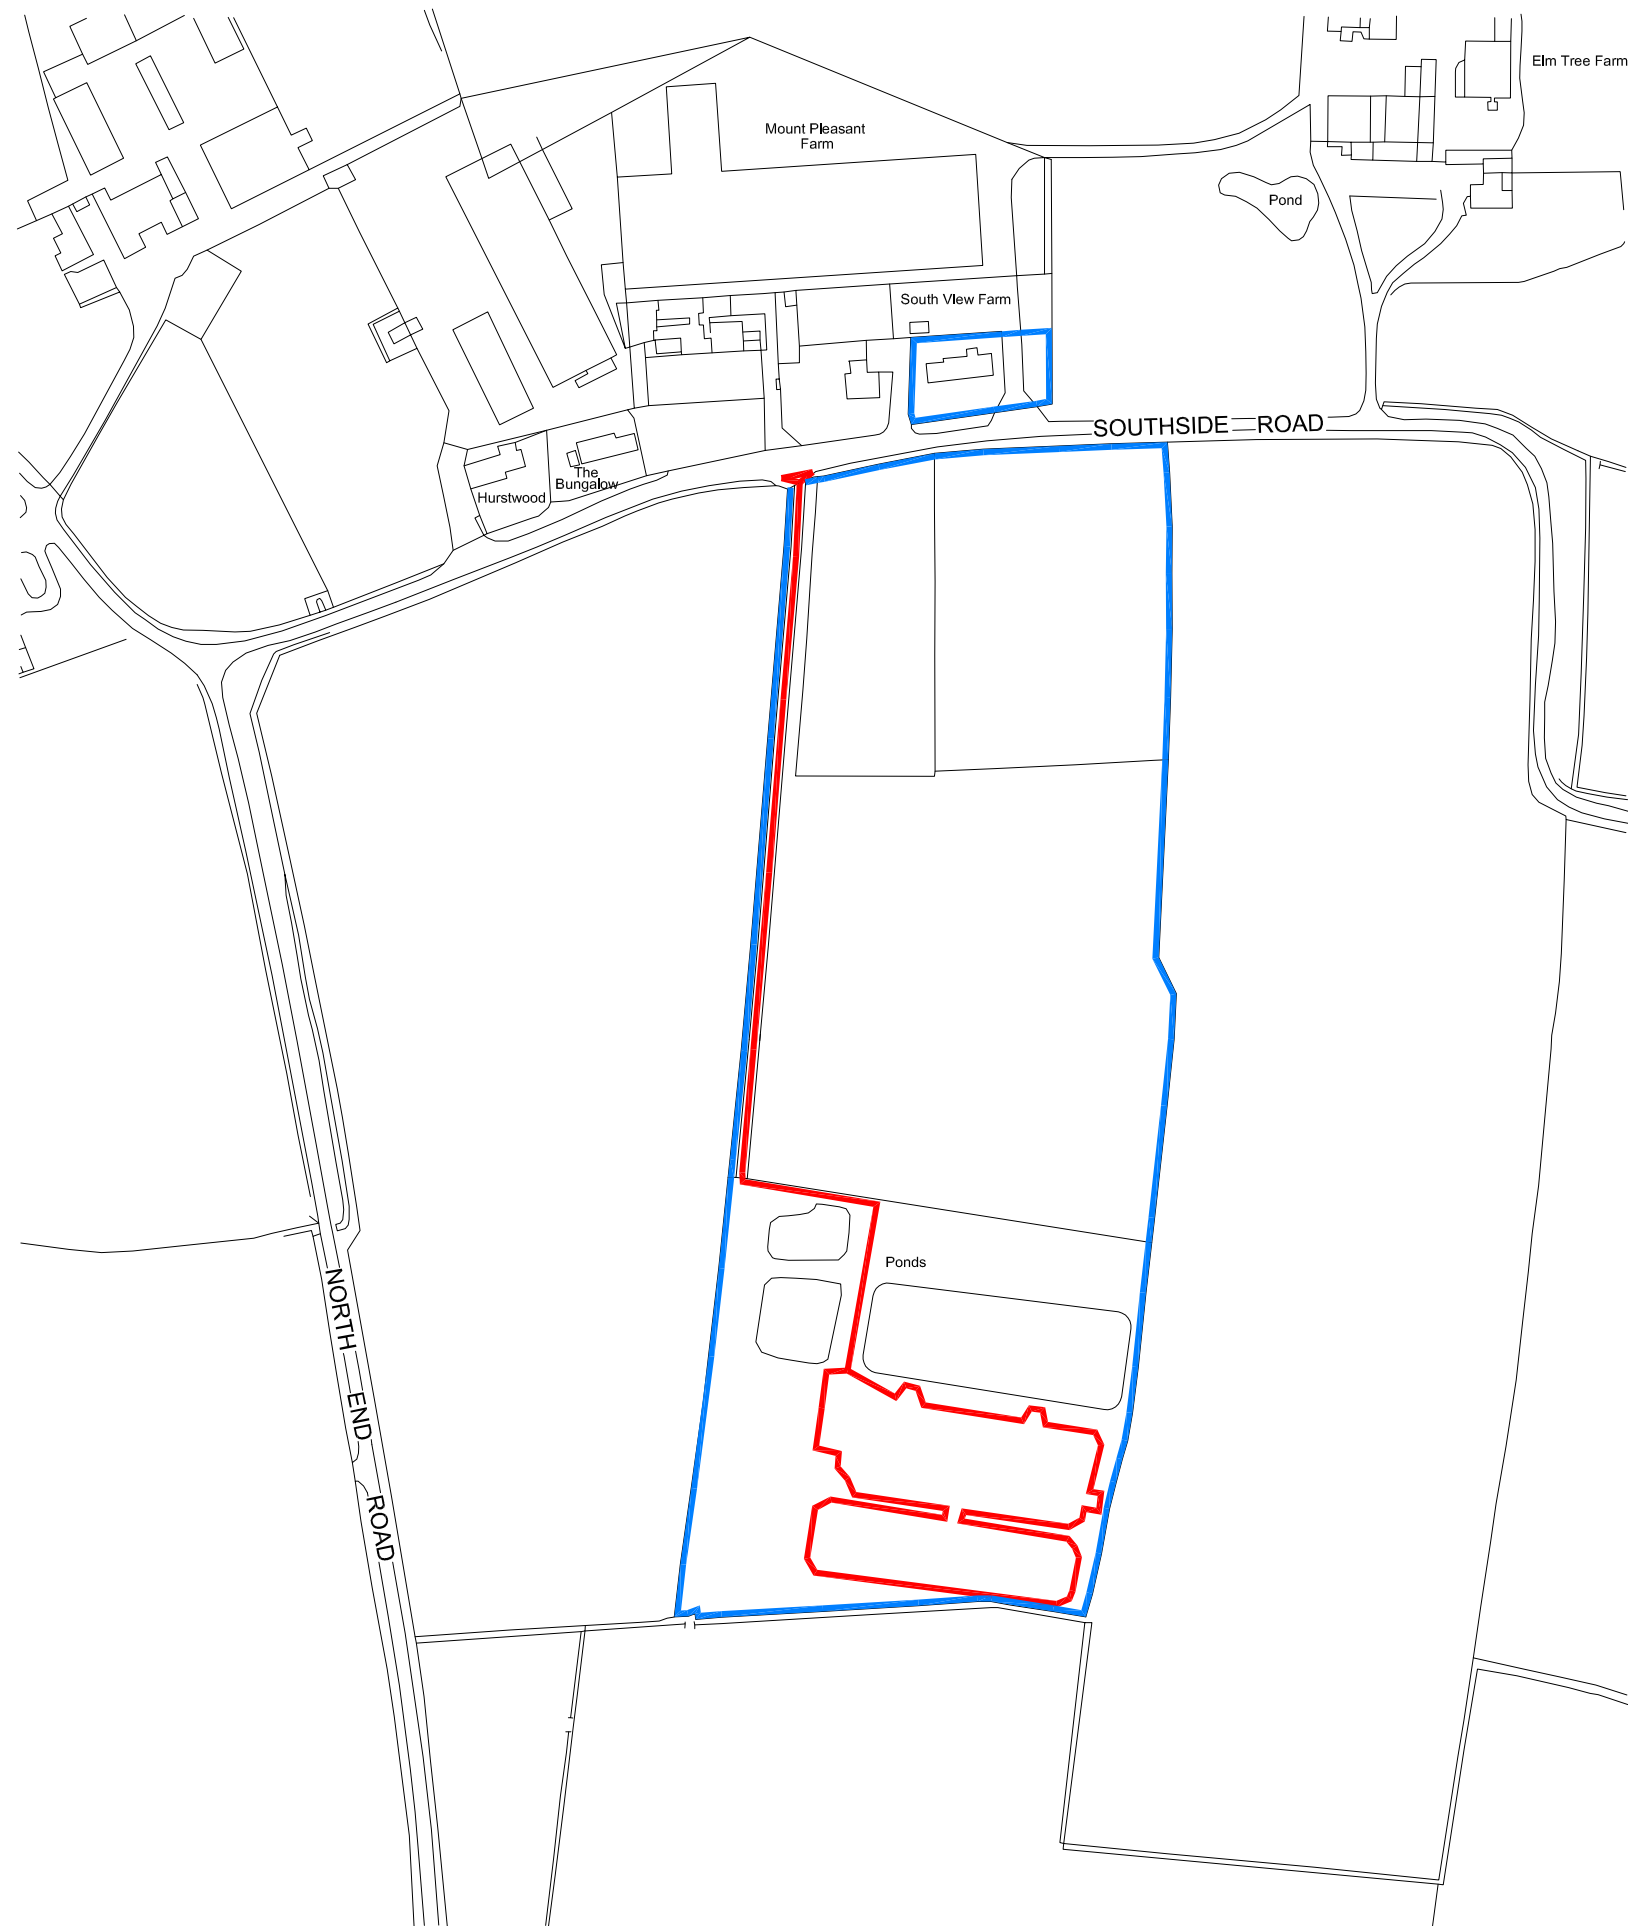 Elm Tree Farm
Mount Pleasant
Farm
Pond
South View Farm
SOUTHSIDE ROAD
The
Bungalow
Hurstwood
Ponds
NORTH END ROAD